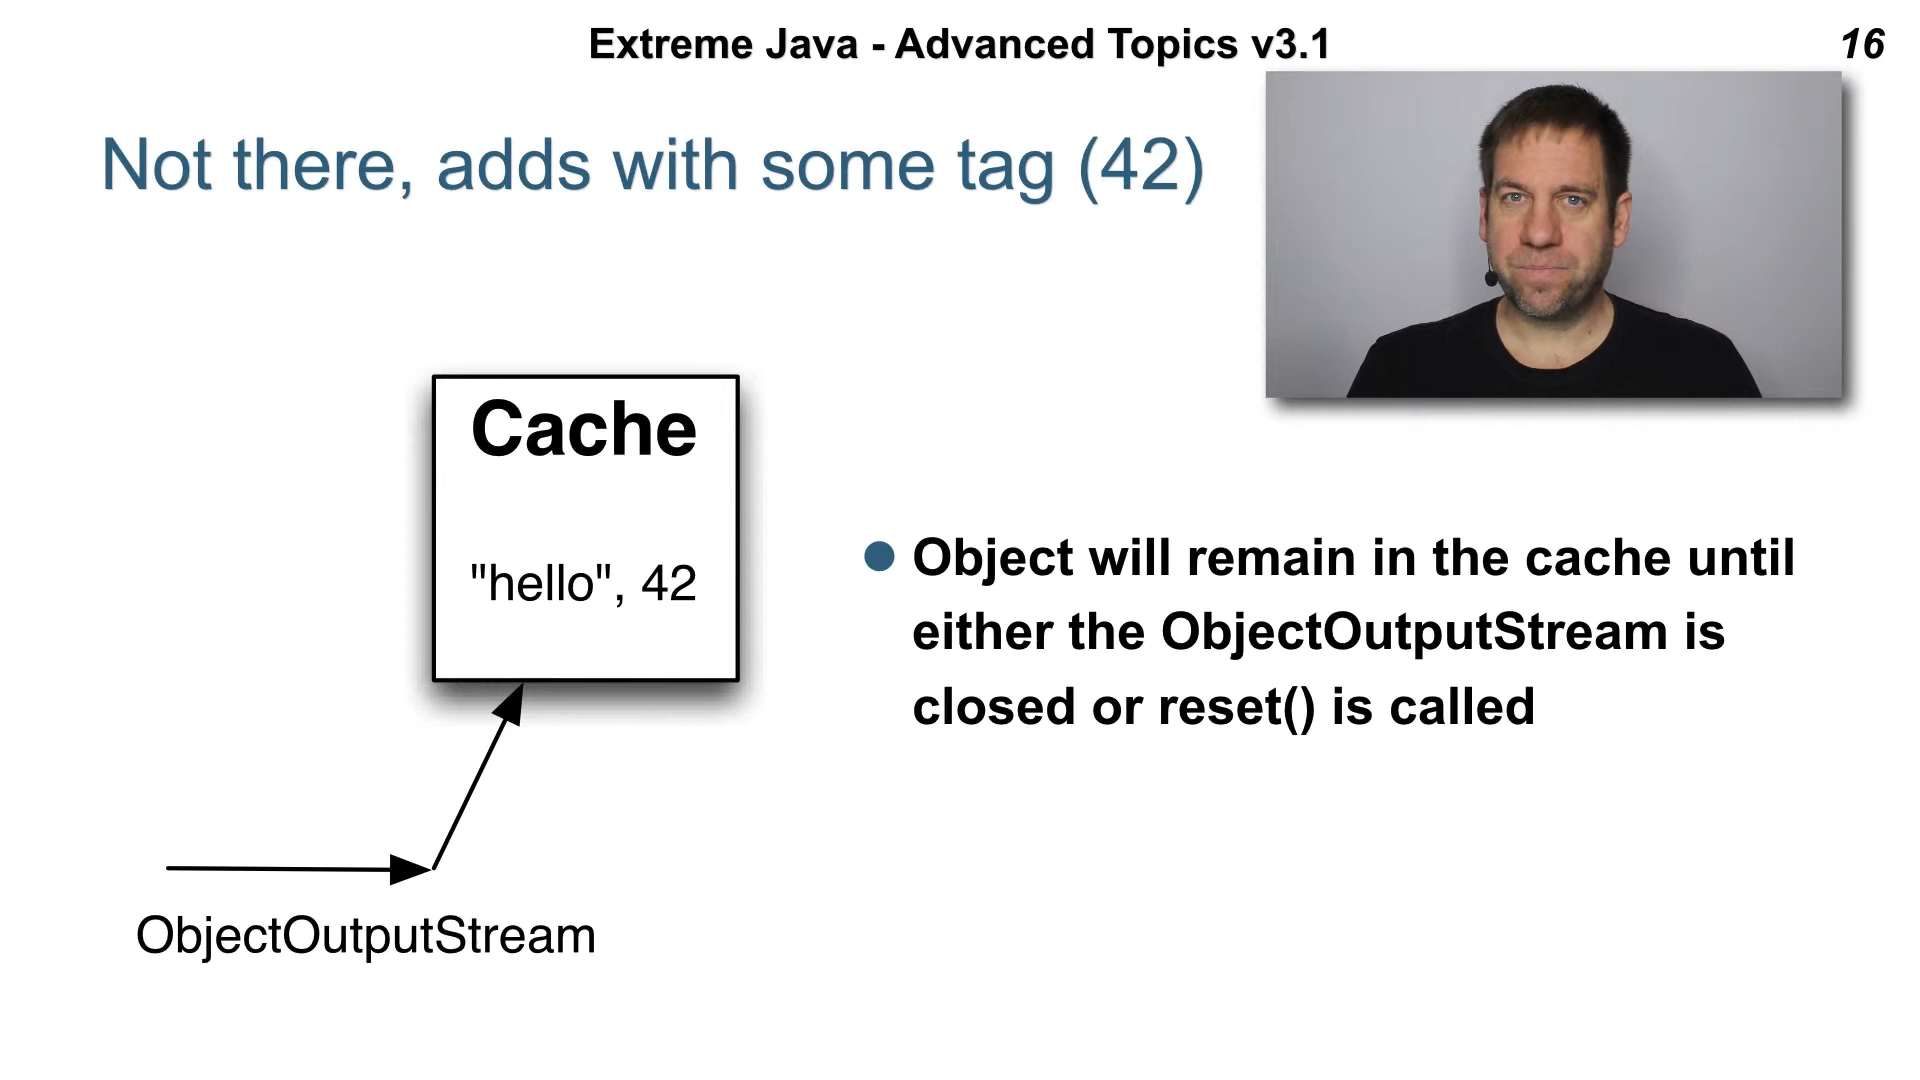 Extreme Java - Advanced Topics v3.1
16
Not there, adds with some tag (42)
Cache
"hello", 42
Object will remain in the cache until
either the ObjectOutputStream is
closed or reset() is called
ObjectOutputStream